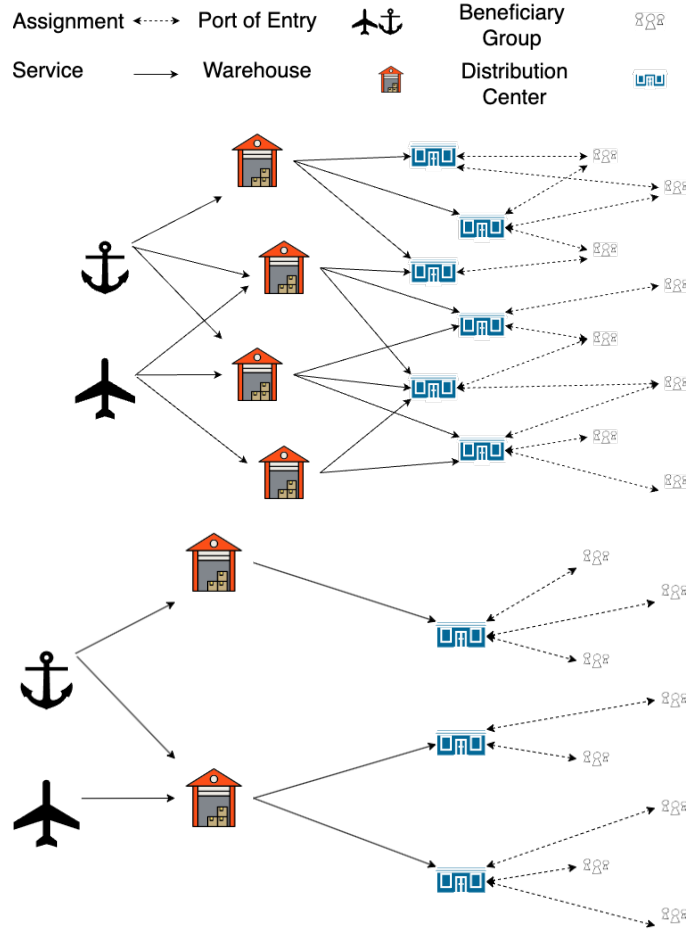 Assignment
Port of Entry
Beneficiary
Group
Service
Warehouse
Distribution
Center